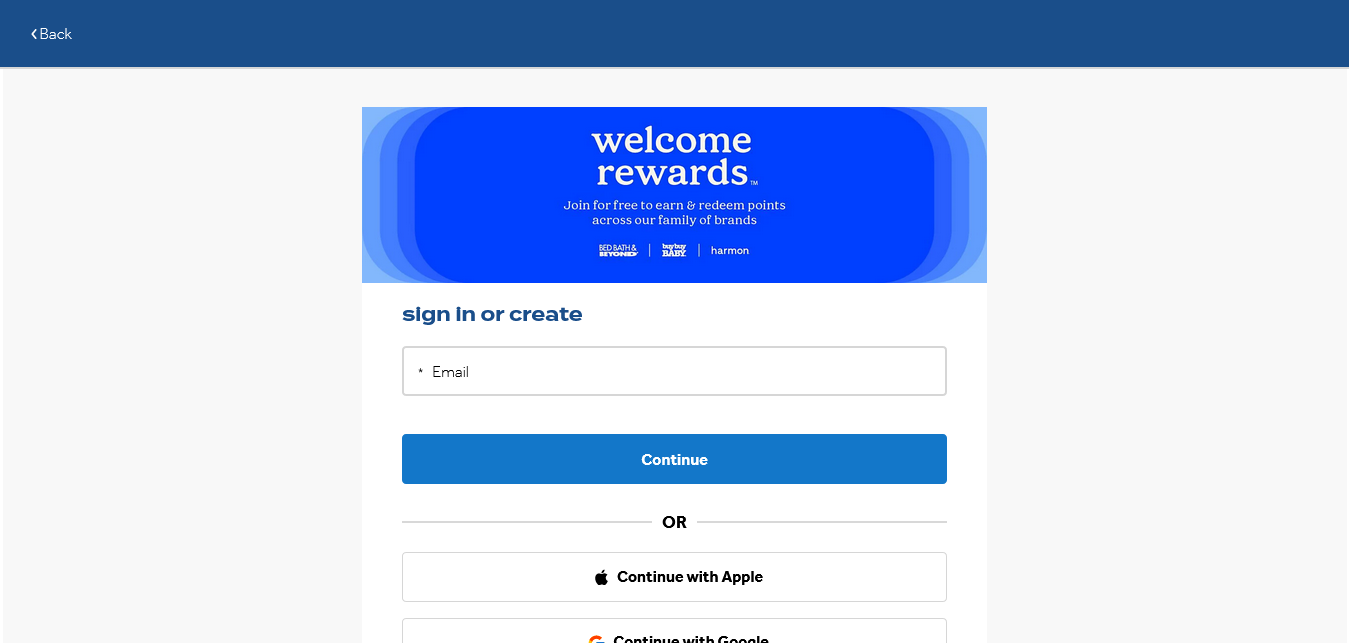 Back
welcome
rewards™
Join for free to earn & redeem points
across our family of brands
BED BATH &
BEYOND
buybuy
BABY
harmon
sign in or create
* Email
Continue
OR
Continue with Apple
Continue with Google